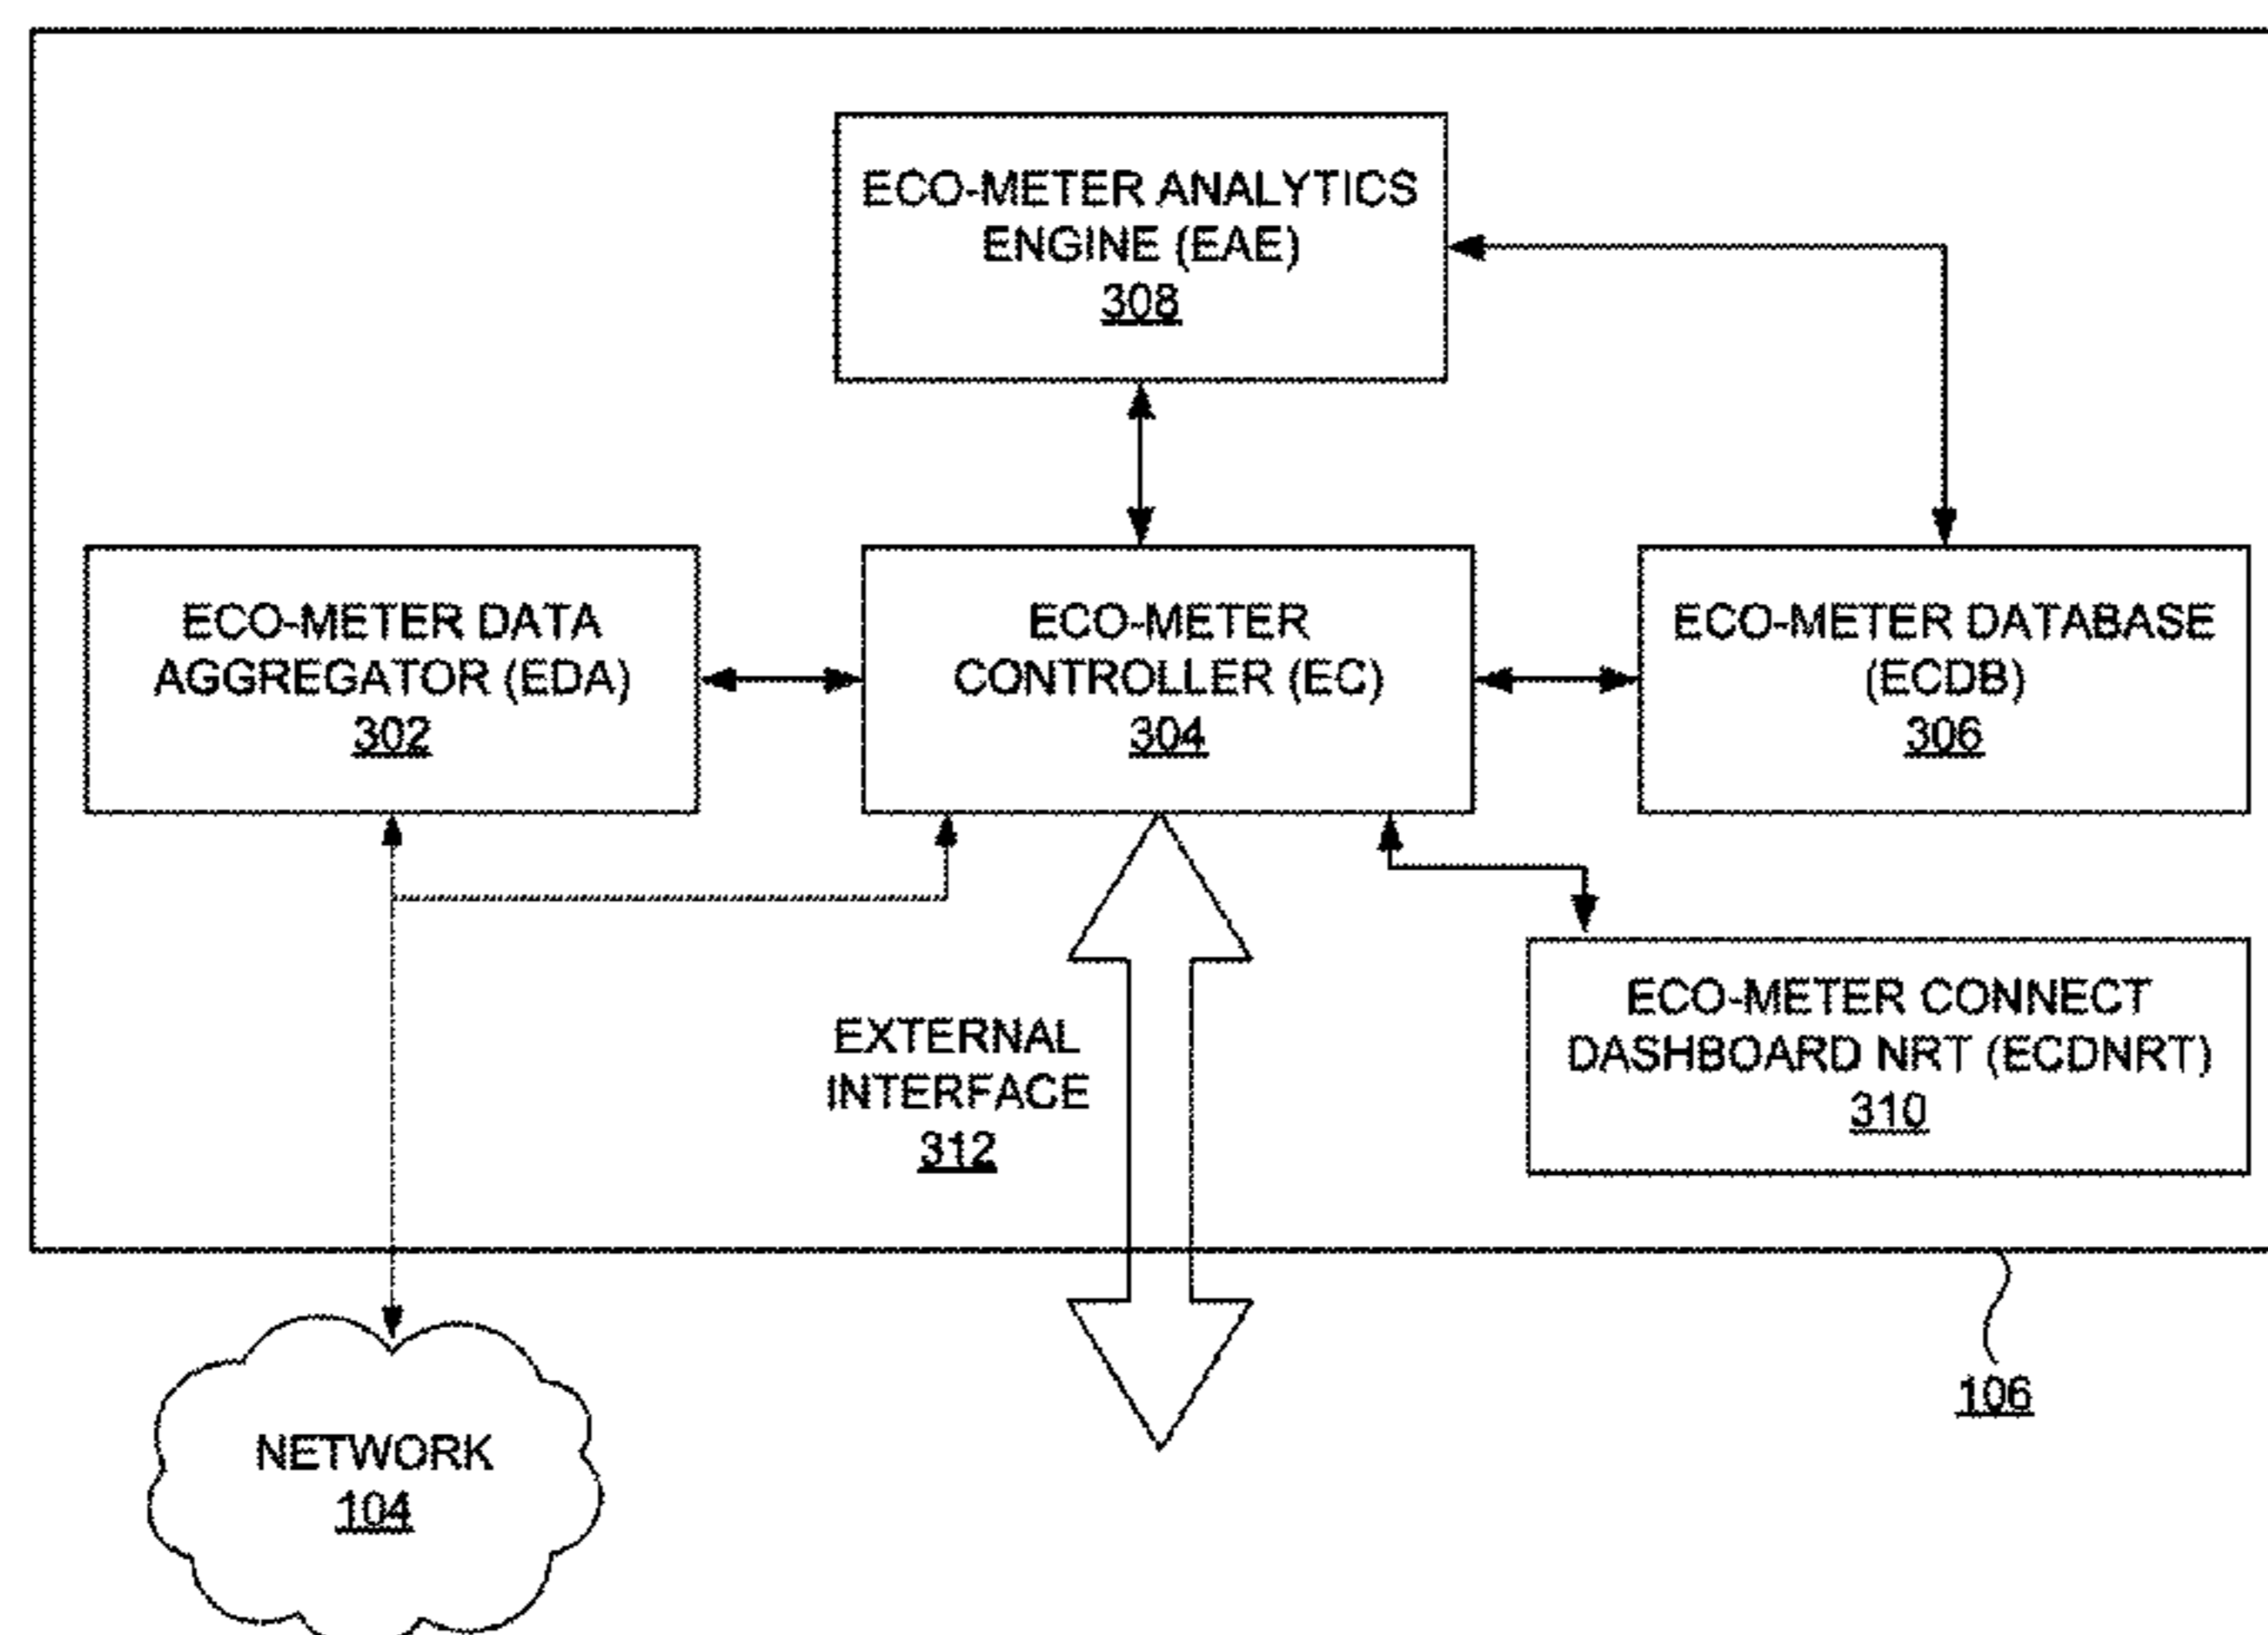 ECO-METER ANALYTICS
ENGINE (EAE)
308
ECO-METER DATA
AGGREGATOR (EDA)
302
ECO-METER
CONTROLLER (EC)
304
ECO-METER DATABASE
(ECDB)
306
EXTERNAL
INTERFACE
312
ECO-METER CONNECT
DASHBOARD NRT (ECDNRT)
310
106
NETWORK
104